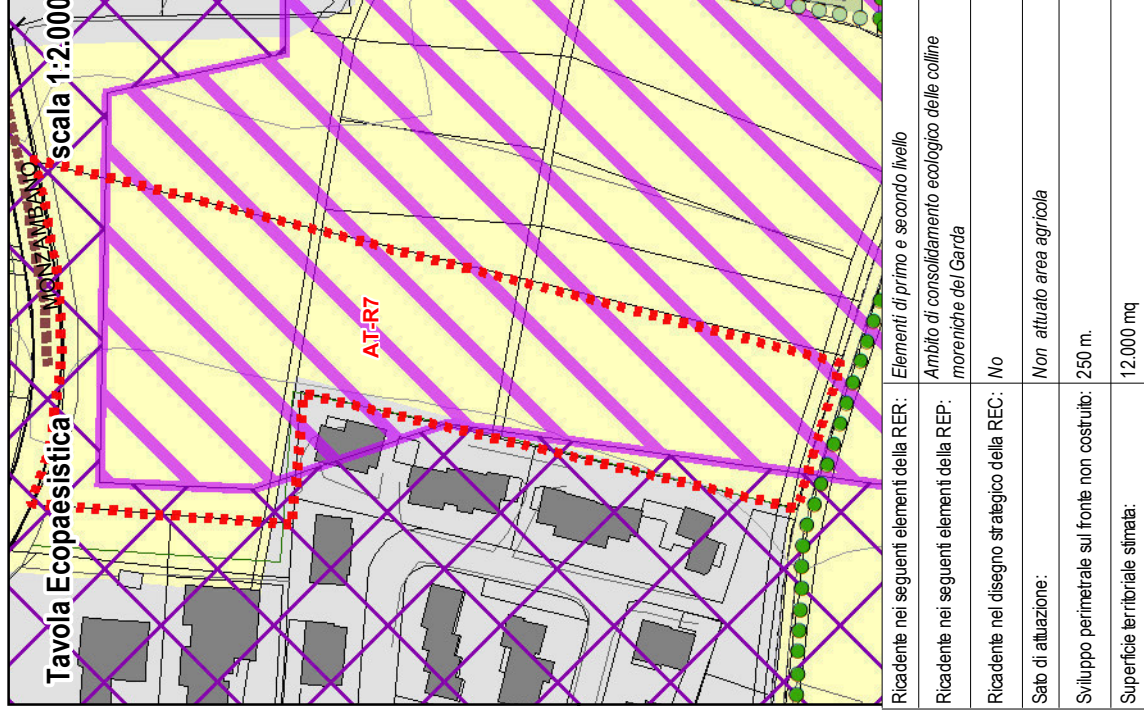 Tavola Ecopaesistica
scala 1:2.000
MONZAMBANO
AT-R7
Ricadente nei seguenti elementi della RER: Elementi di primo e secondo livello
Ricadente nei seguenti elementi della REP: Ambito di consolidamento ecologico delle colline
moreniche del Garda
Ricadente nel disegno strategico della REC: No
Sato di attuazione: Non attuato area agricola
Sviluppo perimetrale sul fronte non costruito: 250 m.
Superficie territoriale stimata: 12.000 mq